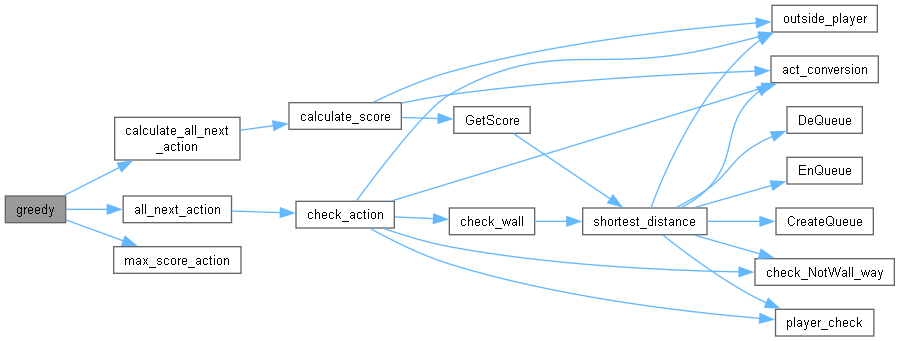 greedy
calculate_all_next
_action
all_next_action
max_score_action
calculate_score
check_action
GetScore
check_wall
shortest_distance
outside_player
act_conversion
DeQueue
EnQueue
CreateQueue
check_NotWall_way
player_check